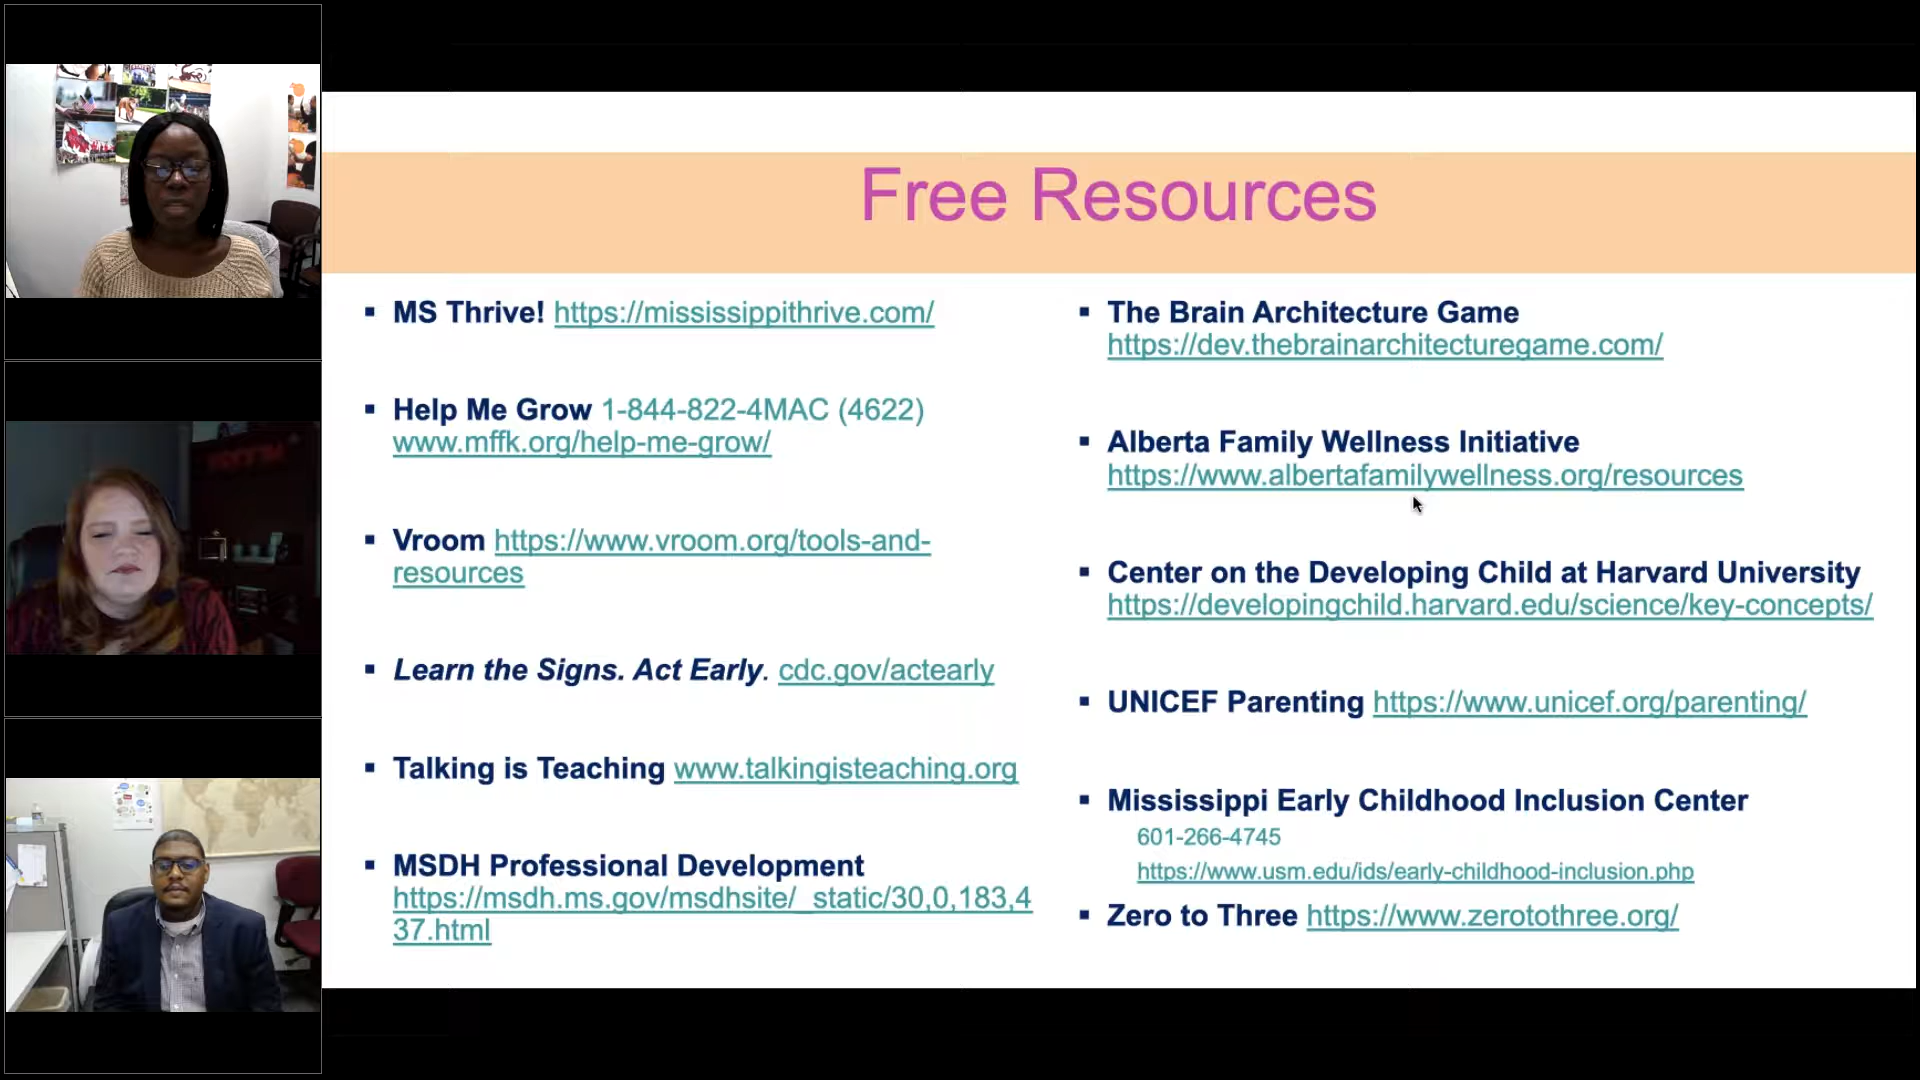 Free Resources
▪ MS Thrive! https://mississippithrive.com/
▪ Help Me Grow 1-844-822-4MAC (4622)
www.mffk.org/help-me-grow/
▪ Vroom https://www.vroom.org/tools-and-
resources
▪ Learn the Signs. Act Early. cdc.gov/actearly
▪ Talking is Teaching www.talkingisteaching.org
▪ MSDH Professional Development
https://msdh.ms.gov/msdhsite/_static/30,0,183,4
37.html
▪ The Brain Architecture Game
https://dev.thebrainarchitecturegame.com/
▪ Alberta Family Wellness Initiative
https://www.albertafamilywellness.org/resources
▪ Center on the Developing Child at Harvard University
https://developingchild.harvard.edu/science/key-concepts/
▪ UNICEF Parenting https://www.unicef.org/parenting/
▪ Mississippi Early Childhood Inclusion Center
601-266-4745
https://www.usm.edu/ids/early-childhood-inclusion.php
▪ Zero to Three https://www.zerotothree.org/